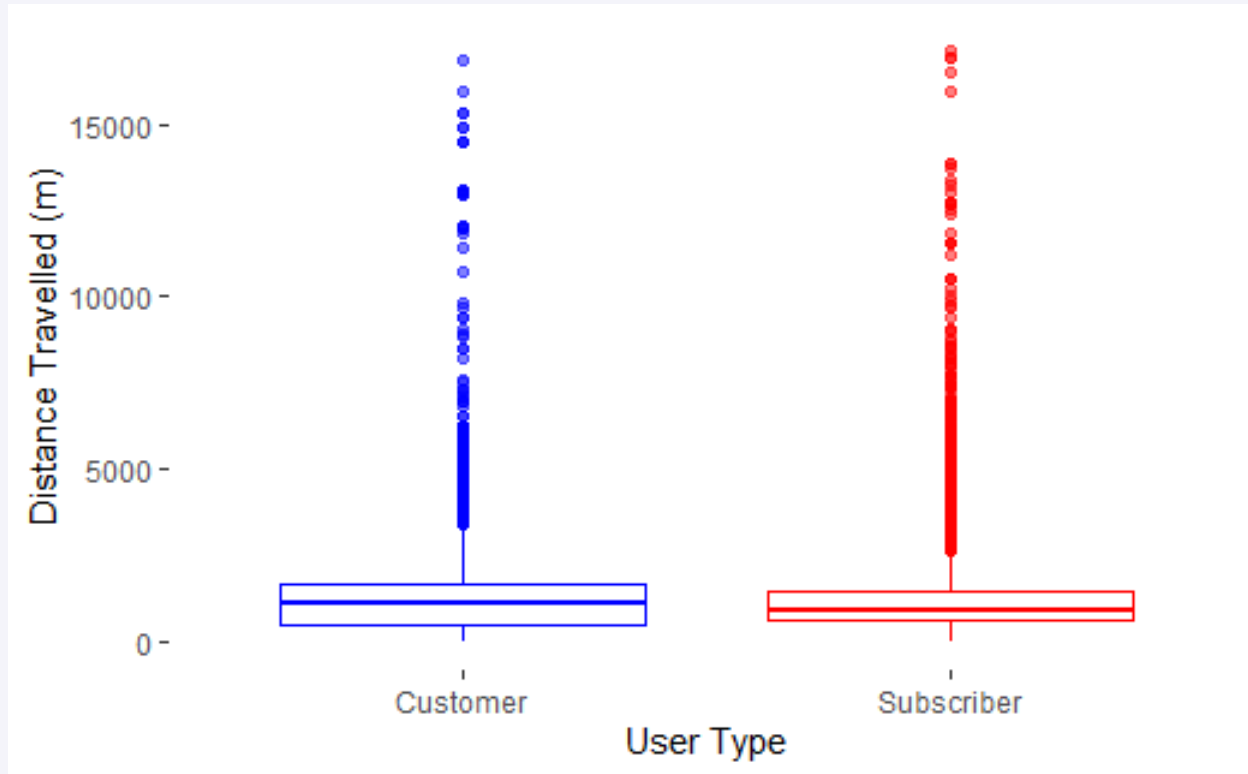 15000
10000
5000
0
Distance Travelled (m)
Customer
Subscriber
User Type